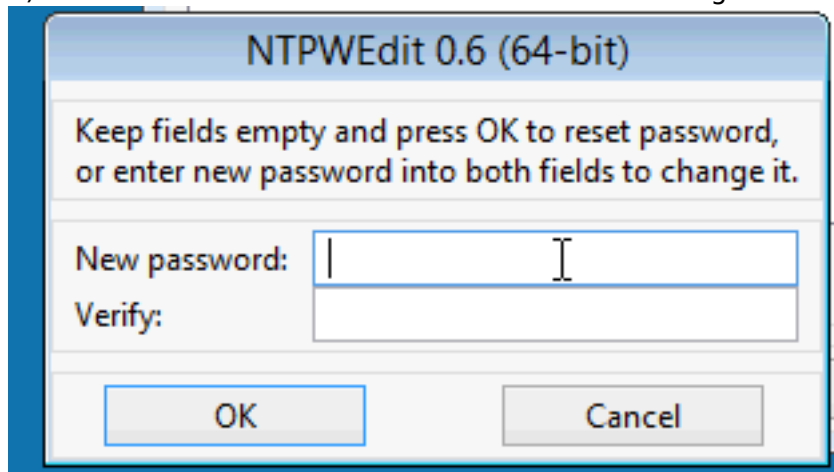 NTPWEdit 0.6 (64-bit)
Keep fields empty and press OK to reset password,
or enter new password into both fields to change it.
New password:
Verify:
OK
Cancel